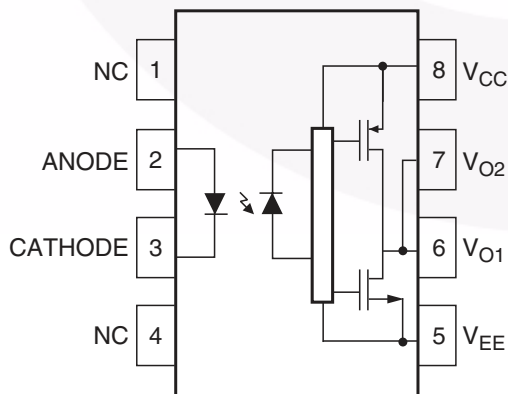 NC 1
ANODE 2
CATHODE 3
NC 4
8 VCC
7 VO2
6 VO1
5 VEE